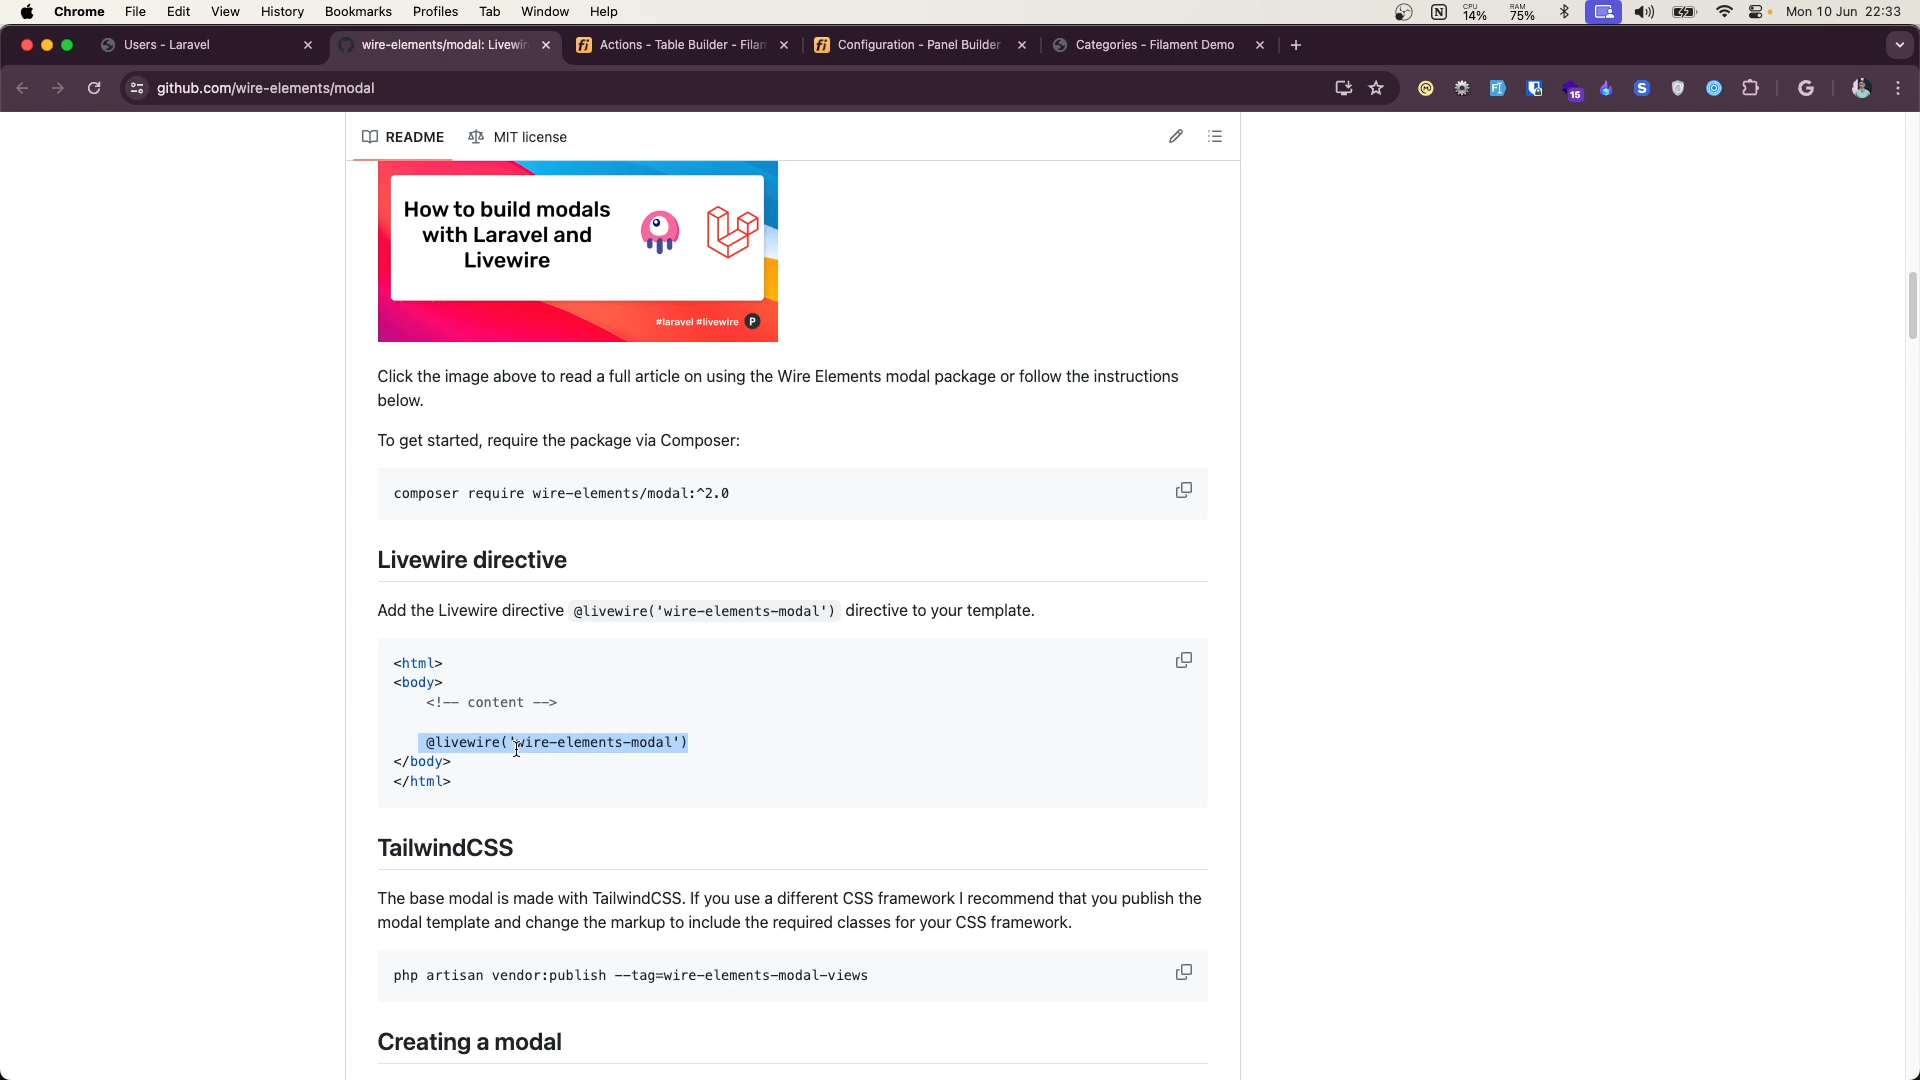 Chrome File Edit View History Bookmarks Profiles Tab Window Help
CPU
14%
RAM
75%
Mon 10 Jun 22:33
Users - Laravel
wire-elements/modal: Livewir
Actions - Table Builder - Filam
Configuration - Panel Builder
Categories - Filament Demo
github.com/wire-elements/modal
15
README
MIT license
How to build modals
with Laravel and
Livewire
#laravel #livewire P
Click the image above to read a full article on using the Wire Elements modal package or follow the instructions
below.
To get started, require the package via Composer:
composer require wire-elements/modal:^2.0
Livewire directive
Add the Livewire directive @livewire('wire-elements-modal') directive to your template.
<html>
<body>
<!-- content -->
@livewire('wire-elements-modal')
</body>
</html>
TailwindCSS
The base modal is made with TailwindCSS. If you use a different CSS framework I recommend that you publish the
modal template and change the markup to include the required classes for your CSS framework.
php artisan vendor:publish --tag=wire-elements-modal-views
Creating a modal